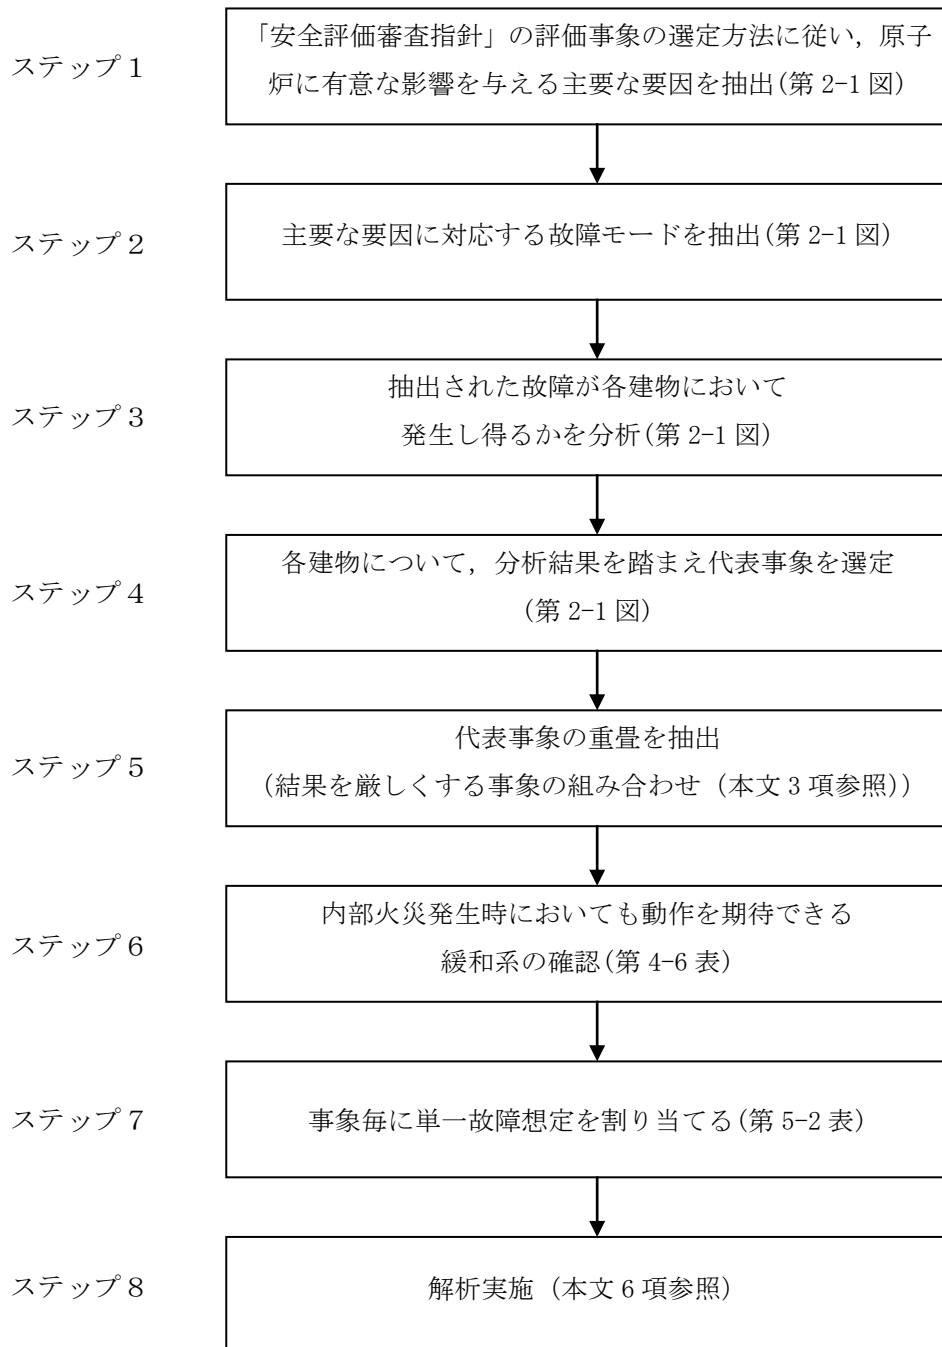 ステップ1
「安全評価審査指針」の評価事象の選定方法に従い，原子
炉に有意な影響を与える主要な要因を抽出(第 2-1 図)
ステップ2
主要な要因に対応する故障モードを抽出(第 2-1 図)
ステップ3
抽出された故障が各建物において
発生し得るかを分析(第 2-1 図)
ステップ4
各建物について，分析結果を踏まえ代表事象を選定
(第 2-1 図)
ステップ5
代表事象の重畳を抽出
(結果を厳しくする事象の組み合わせ（本文 3 項参照）)
ステップ6
内部火災発生時においても動作を期待できる
緩和系の確認(第 4-6 表)
ステップ7
事象毎に単一故障想定を割り当てる(第 5-2 表)
ステップ8
解析実施（本文 6 項参照）